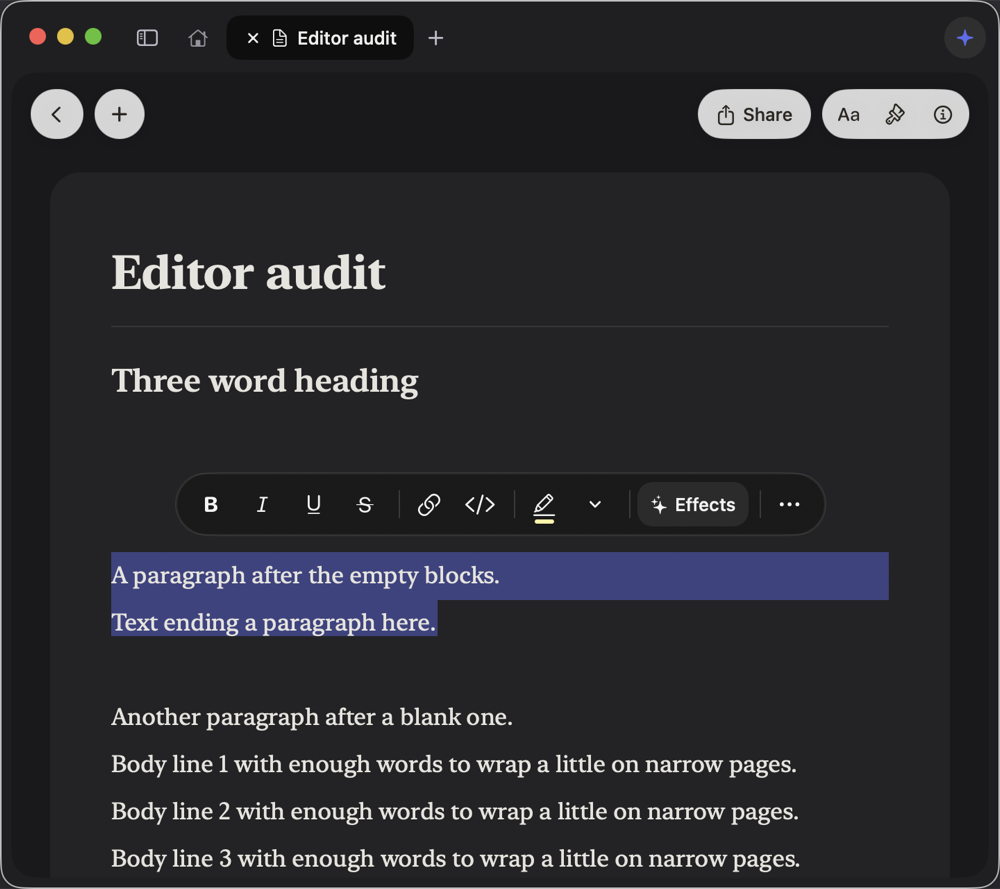 Editor audit
Share
Aa
Editor audit
Three word heading
B I U S </> Effects
A paragraph after the empty blocks.
Text ending a paragraph here.
Another paragraph after a blank one.
Body line 1 with enough words to wrap a little on narrow pages.
Body line 2 with enough words to wrap a little on narrow pages.
Body line 3 with enough words to wrap a little on narrow pages.